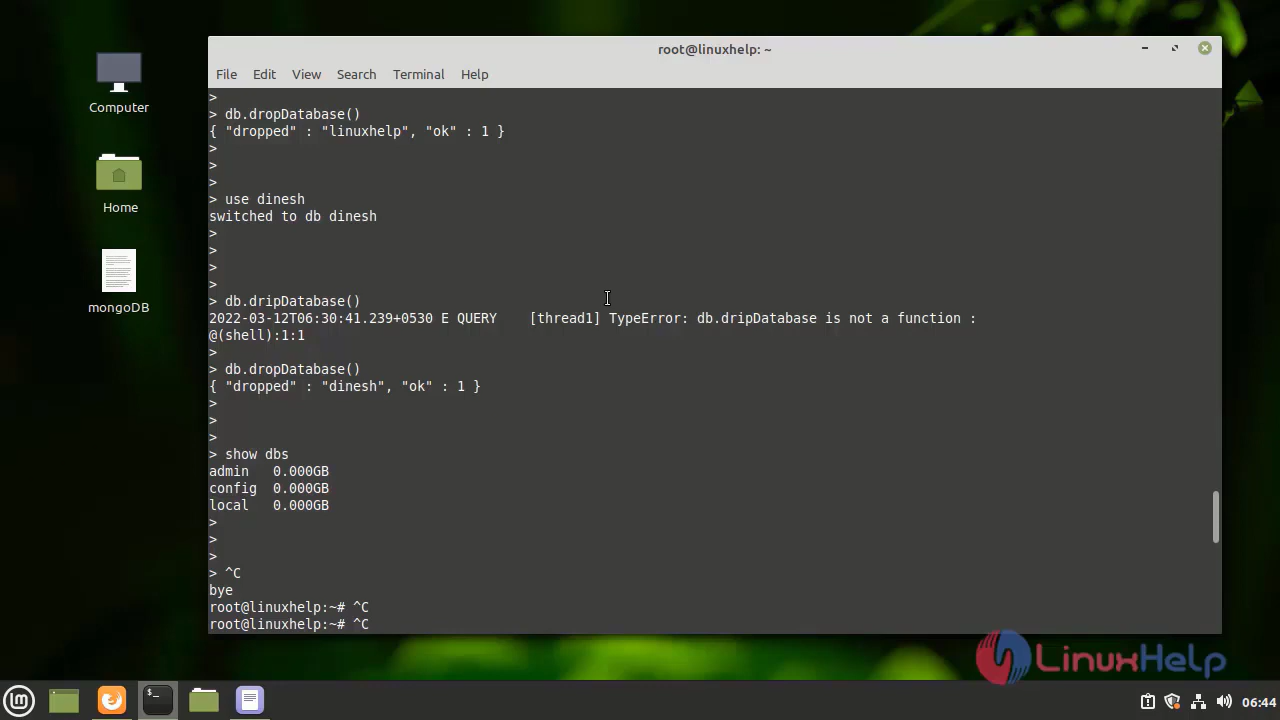 root@linuxhelp: ~
File Edit View Search Terminal Help
Computer
Home
mongoDB
>
> db.dropDatabase()
{ "dropped" : "linuxhelp", "ok" : 1 }
>
>
>
> use dinesh
switched to db dinesh
>
>
>
>
> db.dripDatabase()
2022-03-12T06:30:41.239+0530 E QUERY    [thread1] TypeError: db.dripDatabase is not a function :
@(shell):1:1
>
> db.dropDatabase()
{ "dropped" : "dinesh", "ok" : 1 }
>
>
>
> show dbs
admin   0.000GB
config  0.000GB
local   0.000GB
>
>
>
> ^C
bye
root@linuxhelp:~# ^C
root@linuxhelp:~# ^C
LinuxHelp
06:44